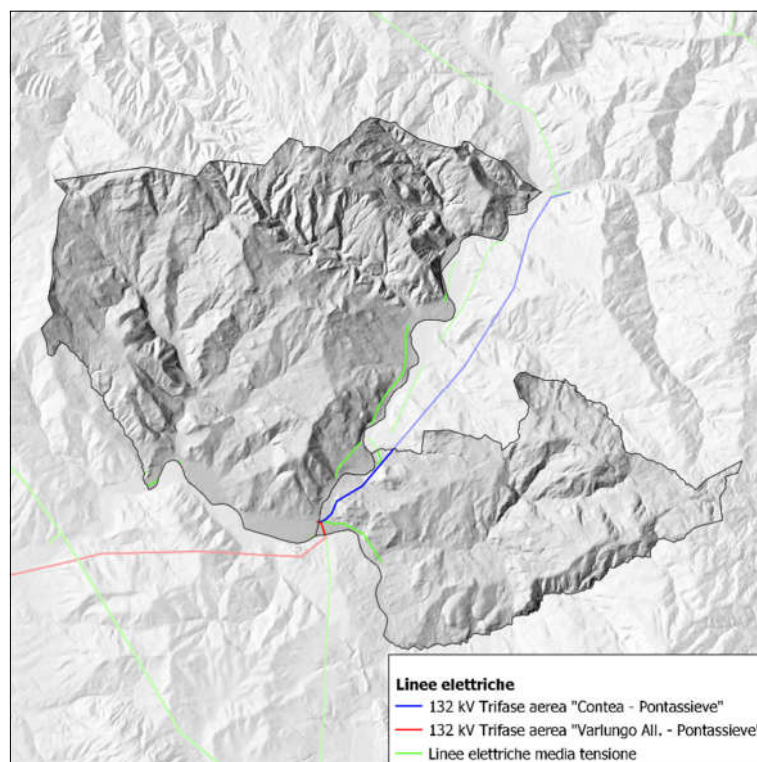 Linee elettriche
132 kV Trifase aerea "Contea - Pontassieve"
132 kV Trifase aerea "Varlungo All. - Pontassieve"
Linee elettriche media tensione